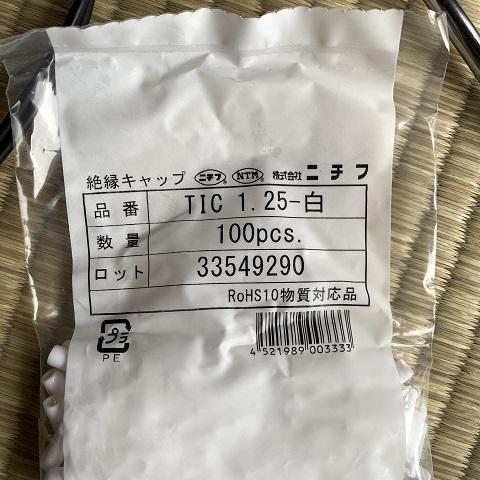 絶縁キャップ ニチフ® NTM® 株式会社 ニチフ
品番 TIC 1.25-白
数量 100pcs.
ロット 33549290
RoHS10物質対応品
プラ
PE
4 521989 003333